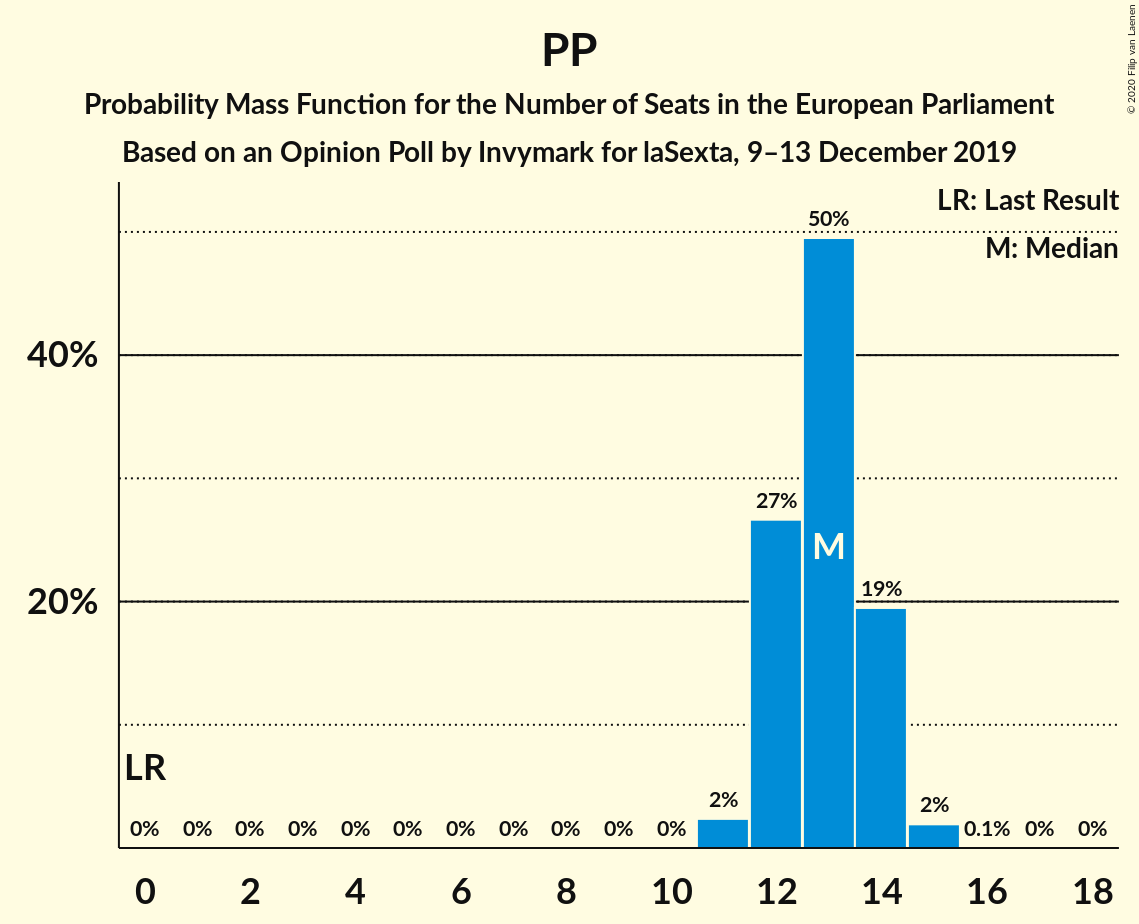 PP
Probability Mass Function for the Number of Seats in the European Parliament
Based on an Opinion Poll by Invymark for laSexta, 9–13 December 2019
© 2020 Filip van Laenen
LR: Last Result
M: Median
50%
40%
27%
M
19%
20%
LR
0% 0% 0% 0% 0% 0% 0% 0% 0% 0% 0% 2% 2% 0.1% 0% 0%
0 2 4 6 8 10 12 14 16 18